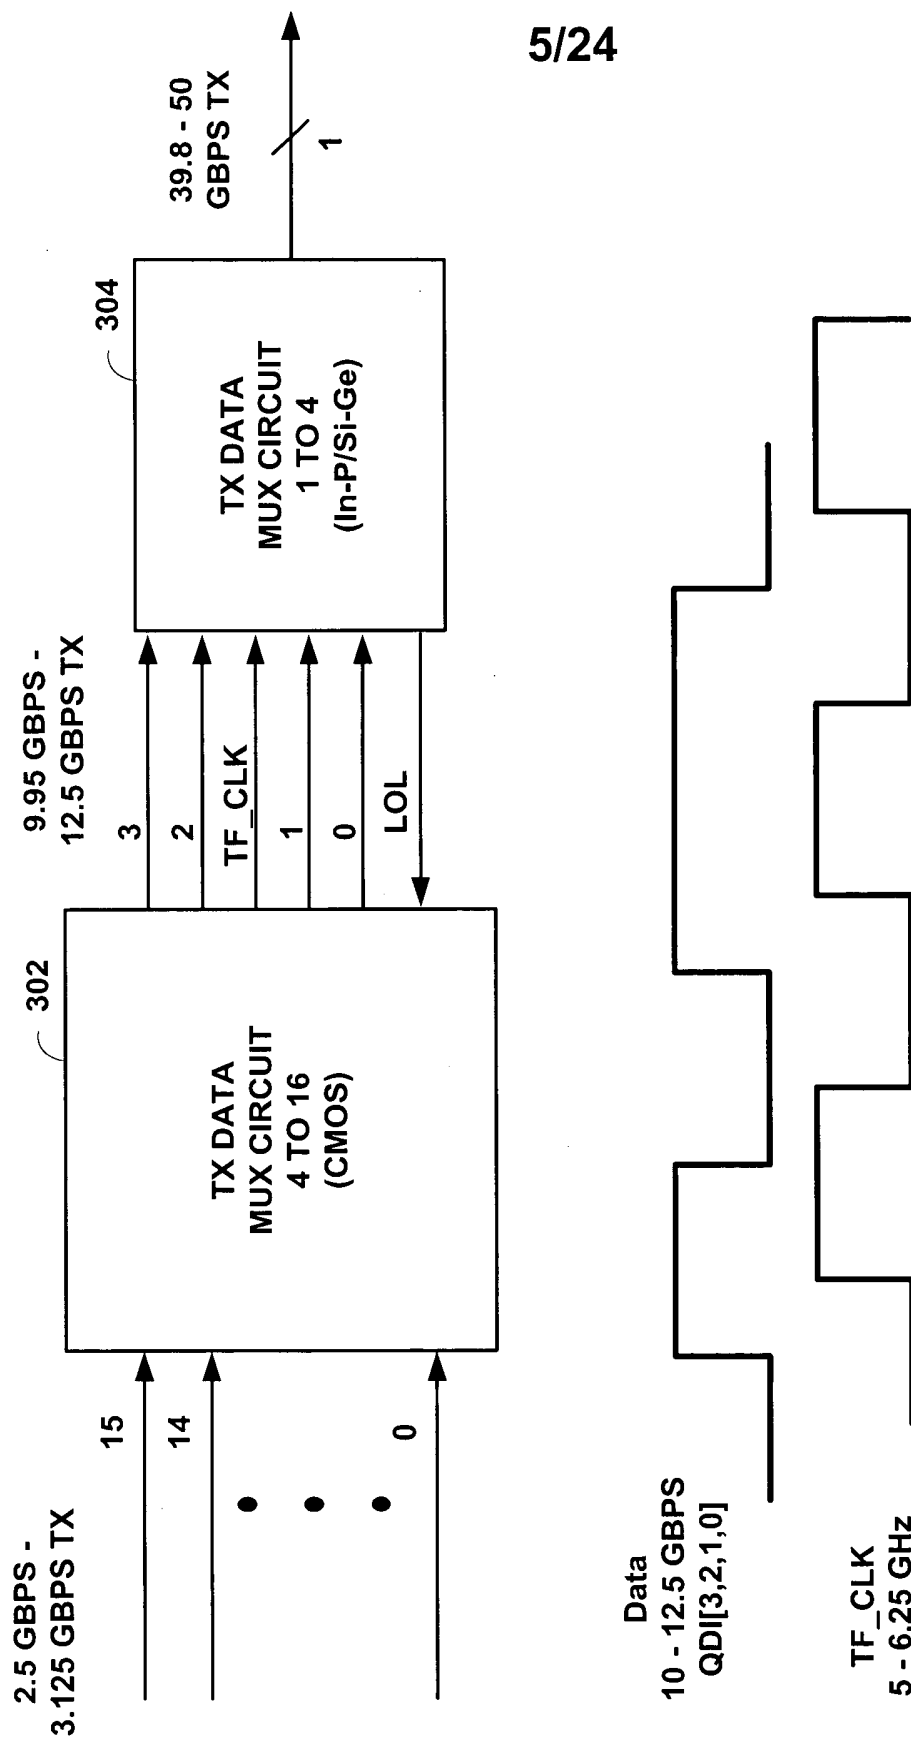 5/24
2.5 GBPS -
3.125 GBPS TX
15
14
0
302
TX DATA
MUX CIRCUIT
4 TO 16
(CMOS)
9.95 GBPS -
12.5 GBPS TX
3
2
TF_CLK
1
0
LOL
304
TX DATA
MUX CIRCUIT
1 TO 4
(In-P/Si-Ge)
39.8 - 50
GBPS TX
1
Data
10 - 12.5 GBPS
QDI[3,2,1,0]
TF_CLK
5 - 6.25 GHz